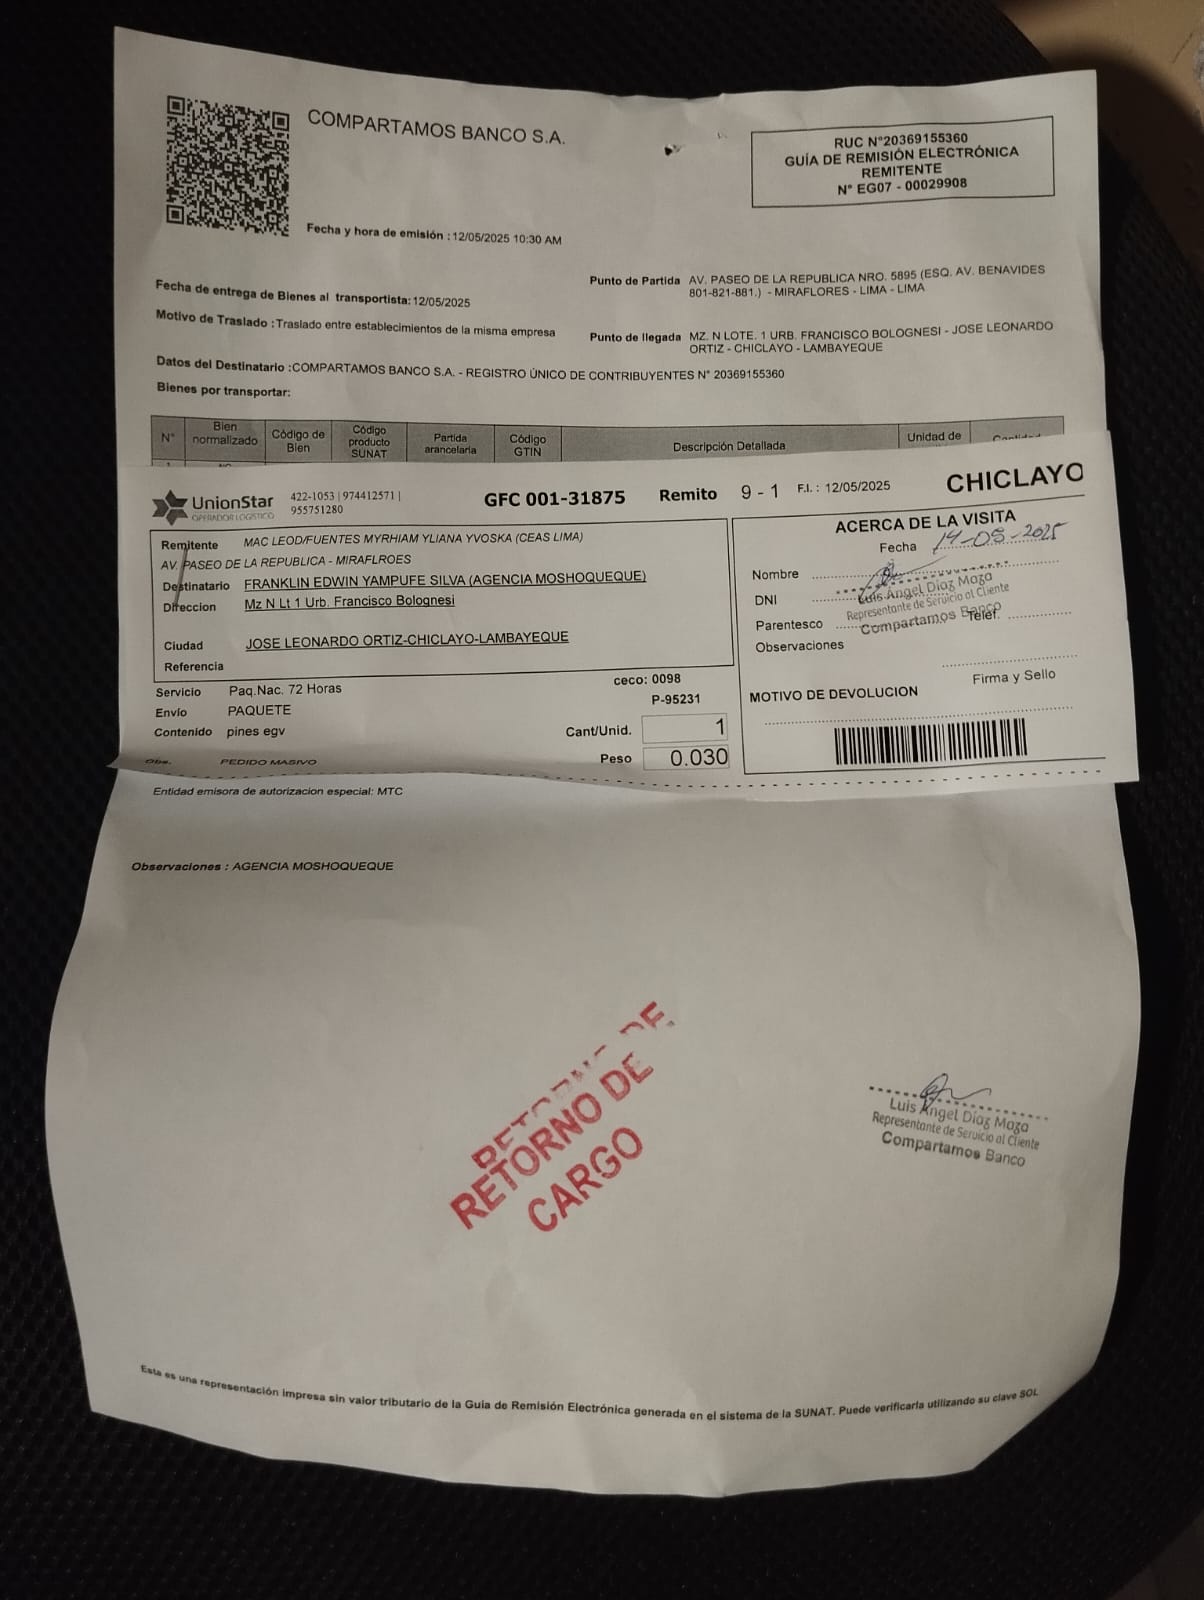 COMPARTAMOS BANCO S.A.
RUC N°20369155360
GUÍA DE REMISIÓN ELECTRÓNICA
REMITENTE
N° EG07 - 00029908
Fecha y hora de emisión : 12/05/2025 10:30 AM
Fecha de entrega de Bienes al transportista: 12/05/2025
Punto de Partida AV. PASEO DE LA REPUBLICA NRO. 5895 (ESQ. AV. BENAVIDES
801-821-881.) - MIRAFLORES - LIMA - LIMA
Motivo de Traslado : Traslado entre establecimientos de la misma empresa
Punto de llegada MZ. N LOTE. 1 URB. FRANCISCO BOLOGNESI - JOSE LEONARDO
ORTIZ - CHICLAYO - LAMBAYEQUE
Datos del Destinatario :COMPARTAMOS BANCO S.A. - REGISTRO ÚNICO DE CONTRIBUYENTES N° 20369155360
Bienes por transportar:
N° Bien normalizado Código de Bien Código producto SUNAT Partida arancelaria Código GTIN Descripción Detallada Unidad de
UnionStar
OPERADOR LOGÍSTICO
422-1053 | 974412571 |
955751280
GFC 001-31875 Remito 9 - 1 F.I. : 12/05/2025 CHICLAYO
Remitente MAC LEOD/FUENTES MYRHIAM YLIANA YVOSKA (CEAS LIMA)
AV. PASEO DE LA REPUBLICA - MIRAFLROES
Destinatario FRANKLIN EDWIN YAMPUFE SILVA (AGENCIA MOSHOQUEQUE)
Direccion Mz N Lt 1 Urb. Francisco Bolognesi
Ciudad JOSE LEONARDO ORTIZ-CHICLAYO-LAMBAYEQUE
Referencia
Servicio Paq.Nac. 72 Horas
ceco: 0098
Envío PAQUETE
P-95231
Contenido pines egv
Cant/Unid. 1
Peso 0.030
Obs. PEDIDO MASIVO
ACERCA DE LA VISITA
Fecha 14-05-2025
Nombre
DNI
Parentesco
Telef.
Luis Angel Díaz Maza
Representante de Servicio al Cliente
Compartamos Banco
Observaciones
Firma y Sello
MOTIVO DE DEVOLUCION
Entidad emisora de autorizacion especial: MTC
Observaciones : AGENCIA MOSHOQUEQUE
RETORNO DE
RETORNO DE
CARGO
Luis Angel Díaz Maza
Representante de Servicio al Cliente
Compartamos Banco
Esta es una representación impresa sin valor tributario de la Guía de Remisión Electrónica generada en el sistema de la SUNAT. Puede verificarla utilizando su clave SOL